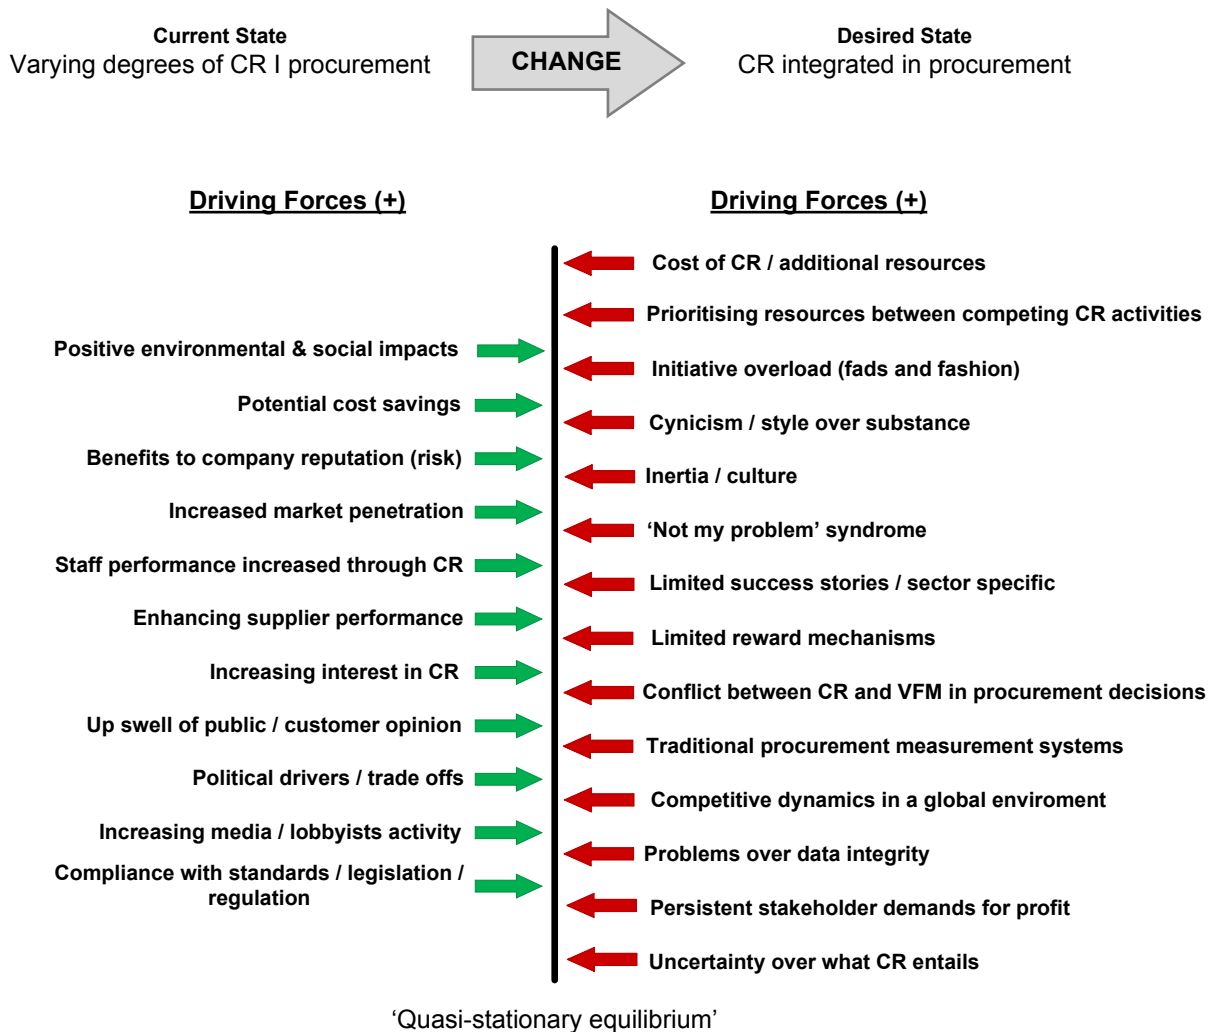 Current State
Varying degrees of CR I procurement
CHANGE
Desired State
CR integrated in procurement
Driving Forces (+)
Positive environmental & social impacts
Potential cost savings
Benefits to company reputation (risk)
Increased market penetration
Staff performance increased through CR
Enhancing supplier performance
Increasing interest in CR
Up swell of public / customer opinion
Political drivers / trade offs
Increasing media / lobbyists activity
Compliance with standards / legislation /
regulation
Driving Forces (+)
Cost of CR / additional resources
Prioritising resources between competing CR activities
Initiative overload (fads and fashion)
Cynicism / style over substance
Inertia / culture
‘Not my problem’ syndrome
Limited success stories / sector specific
Limited reward mechanisms
Conflict between CR and VFM in procurement decisions
Traditional procurement measurement systems
Competitive dynamics in a global enviroment
Problems over data integrity
Persistent stakeholder demands for profit
Uncertainty over what CR entails
‘Quasi-stationary equilibrium’